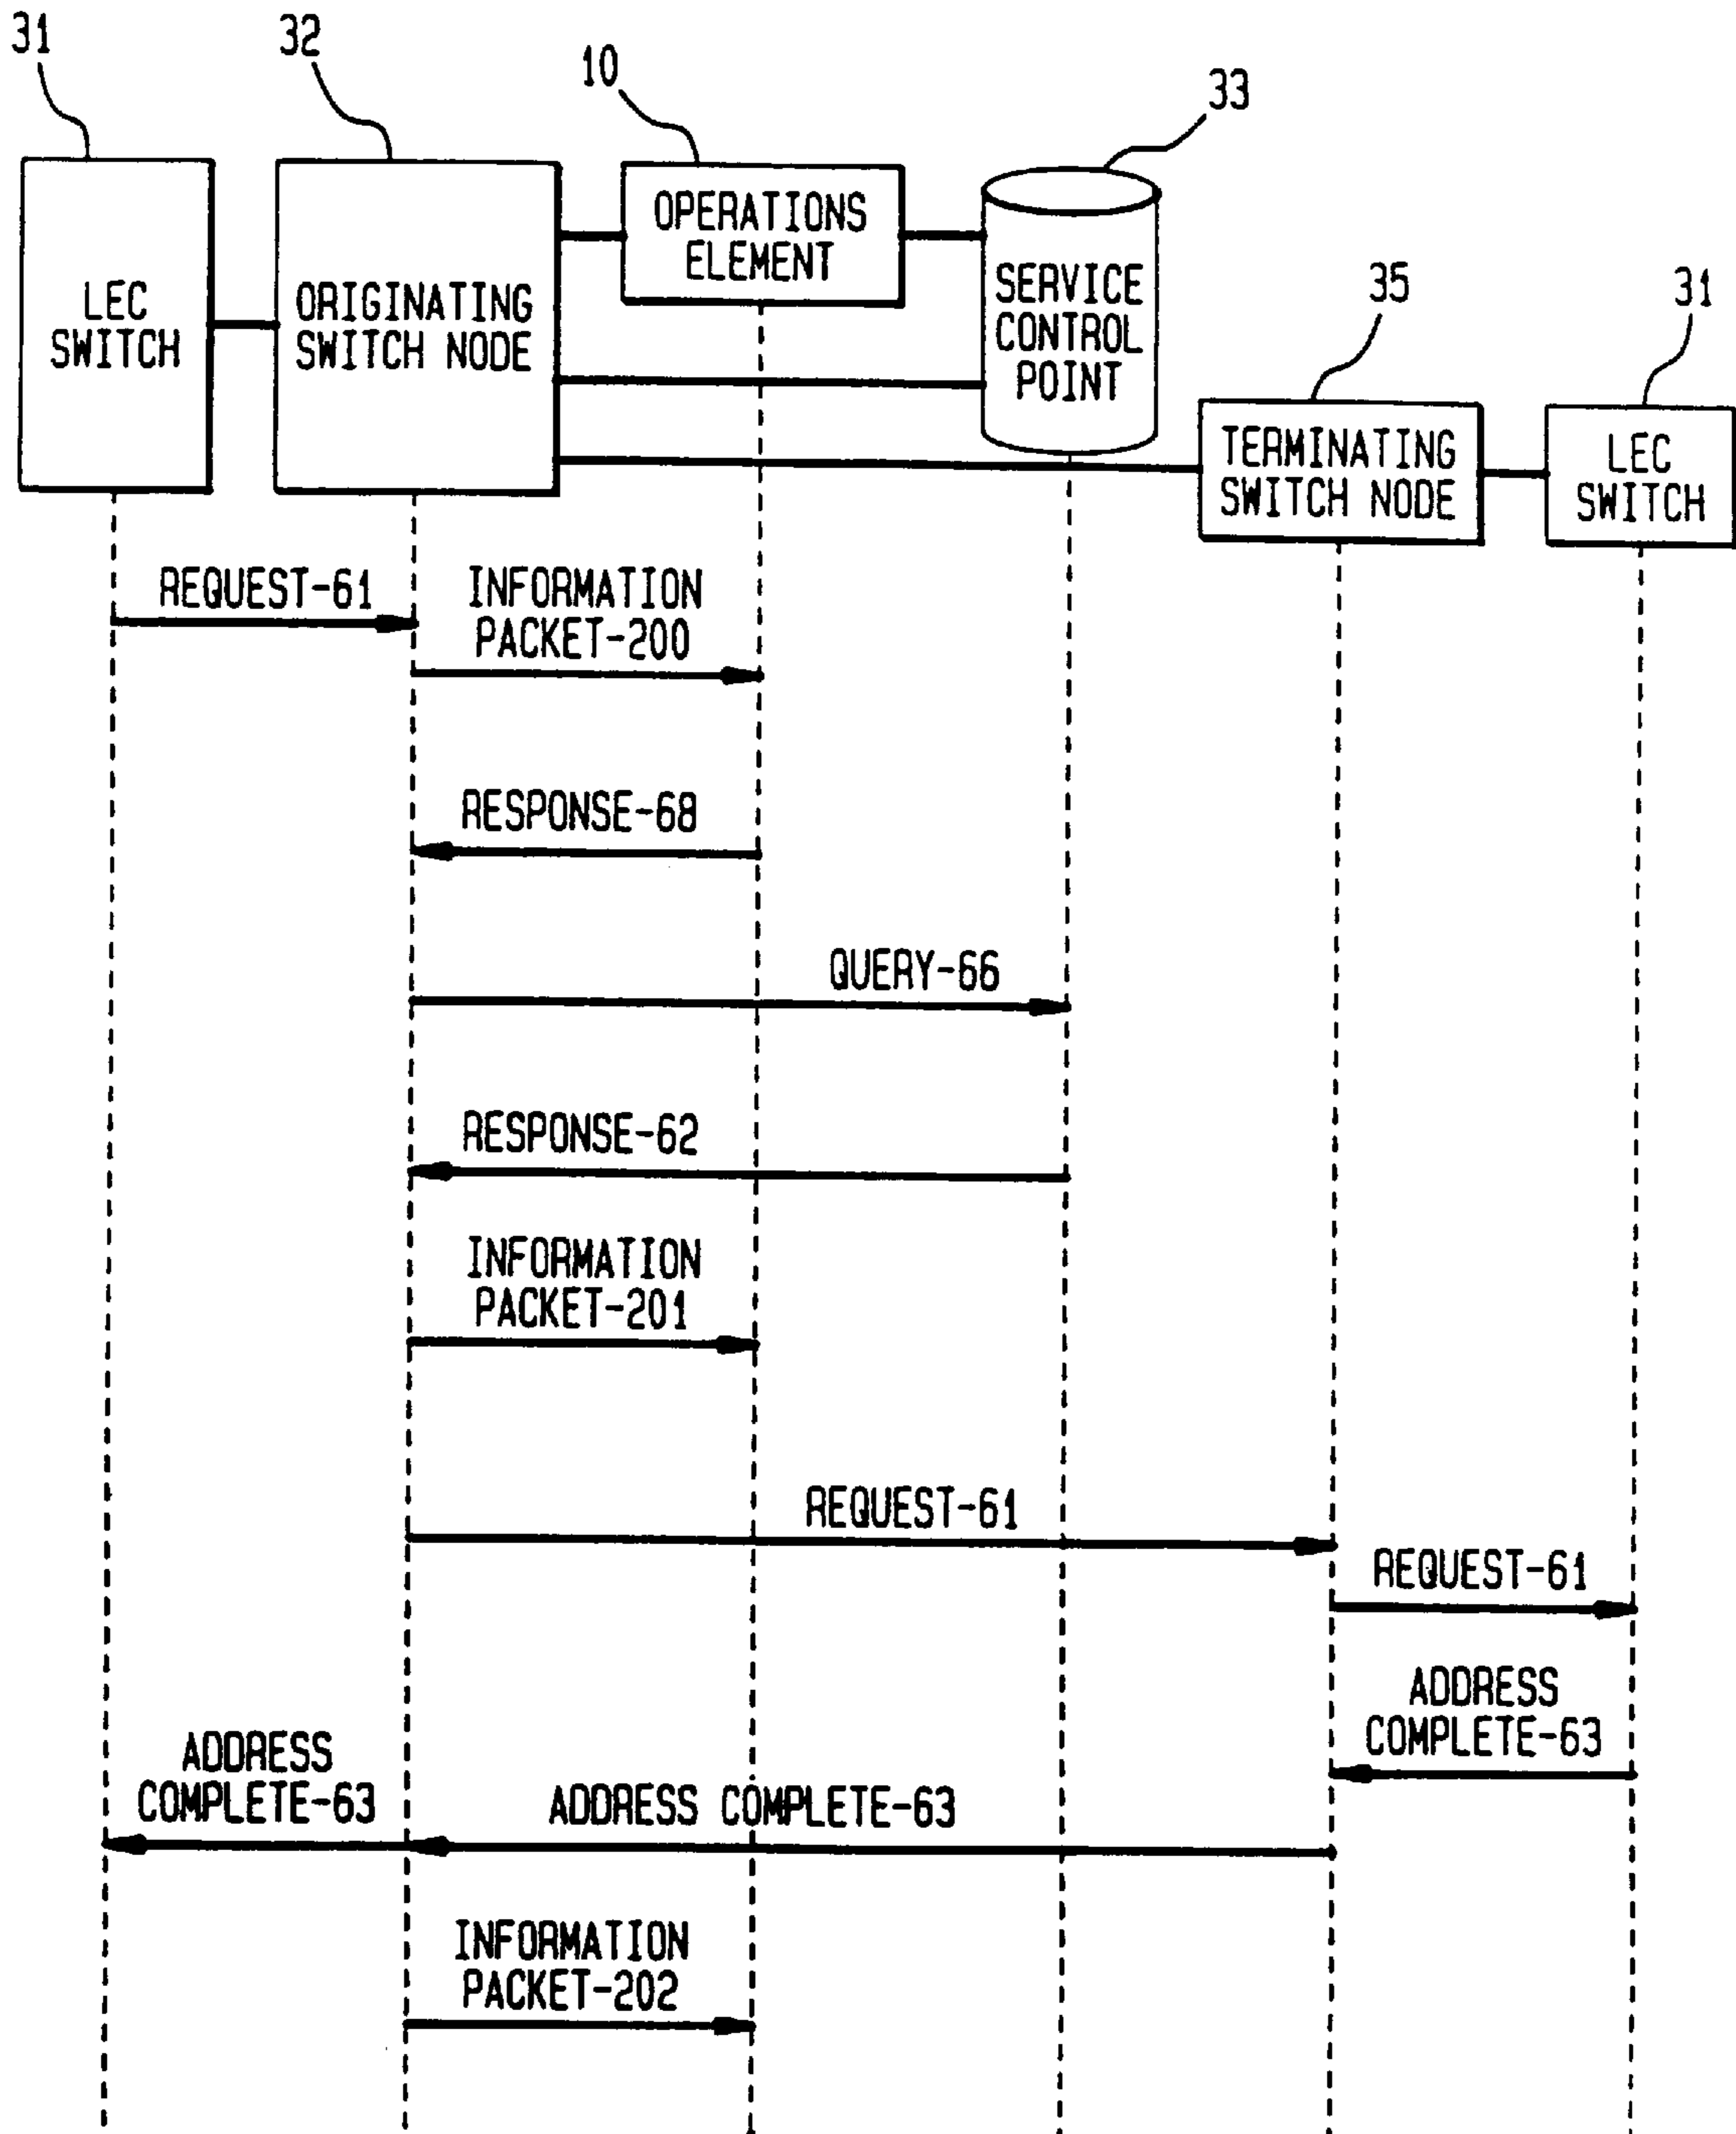 31
32
10
33
35
31
LEC
SWITCH
ORIGINATING
SWITCH NODE
OPERATIONS
ELEMENT
SERVICE
CONTROL
POINT
TERMINATING
SWITCH NODE
LEC
SWITCH
REQUEST-61
INFORMATION
PACKET-200
RESPONSE-68
QUERY-66
RESPONSE-62
INFORMATION
PACKET-201
REQUEST-61
REQUEST-61
ADDRESS
COMPLETE-63
ADDRESS
COMPLETE-63
ADDRESS COMPLETE-63
INFORMATION
PACKET-202